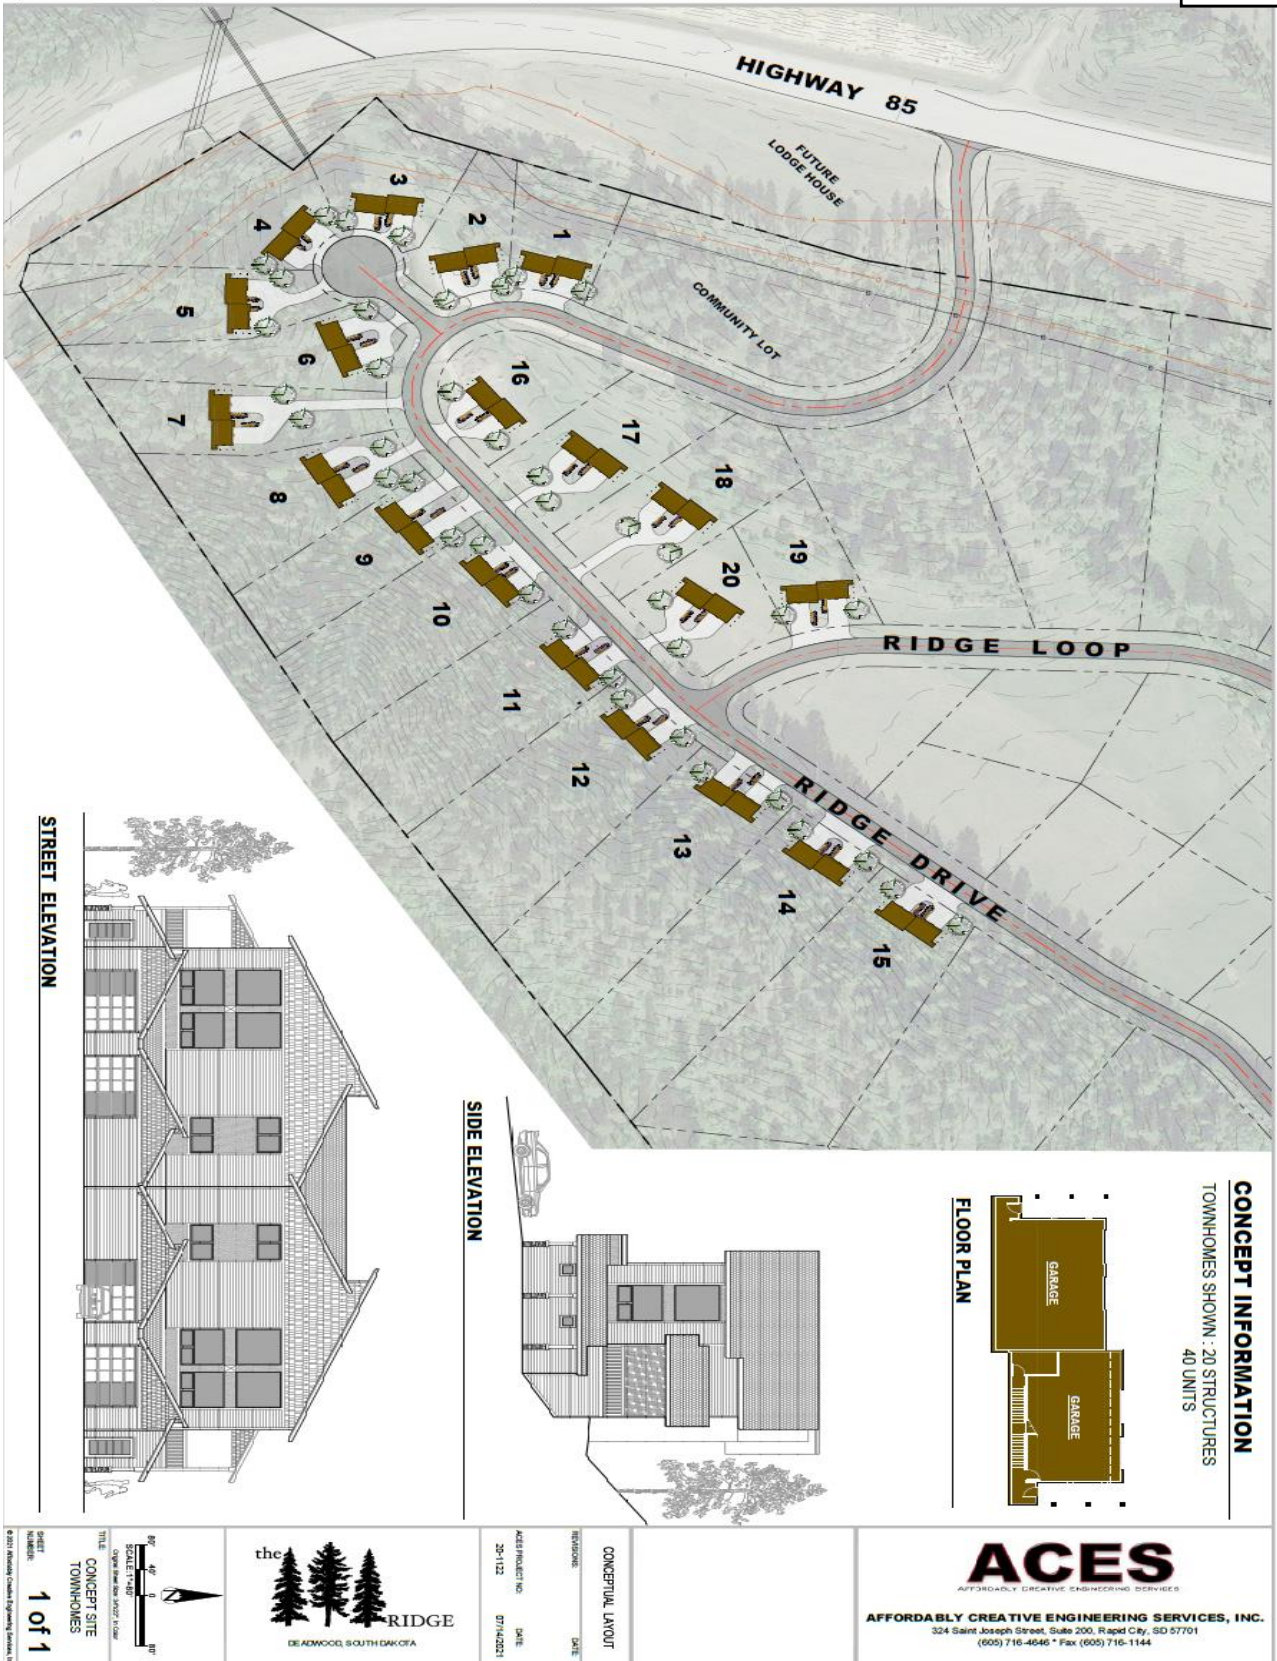 HIGHWAY 85
FUTURE
LODGE HOUSE
COMMUNITY LOT
3
2
1
4
5
6
7
8
9
10
11
12
13
14
15
16
17
18
19
20
RIDGE LOOP
RIDGE DRIVE
CONCEPT INFORMATION
TOWNHOMES SHOWN : 20 STRUCTURES
40 UNITS
GARAGE
GARAGE
FLOOR PLAN
SIDE ELEVATION
STREET ELEVATION
ACES
AFFORDABLY CREATIVE ENGINEERING SERVICES
AFFORDABLY CREATIVE ENGINEERING SERVICES, INC.
324 Saint Joseph Street, Suite 200, Rapid City, SD 57701
(605) 716-4646 * Fax (605) 716-1144
CONCEPTUAL LAYOUT
REVISIONS: DATE:
ACES PROJECT NO: DATE:
20-1122 07/14/2021
the
RIDGE
DEADWOOD, SOUTH DAKOTA
80' 40' 0 80'
SCALE: 1"=80'
TITLE:
CONCEPT SITE
TOWNHOMES
SHEET
NUMBER:
1 of 1